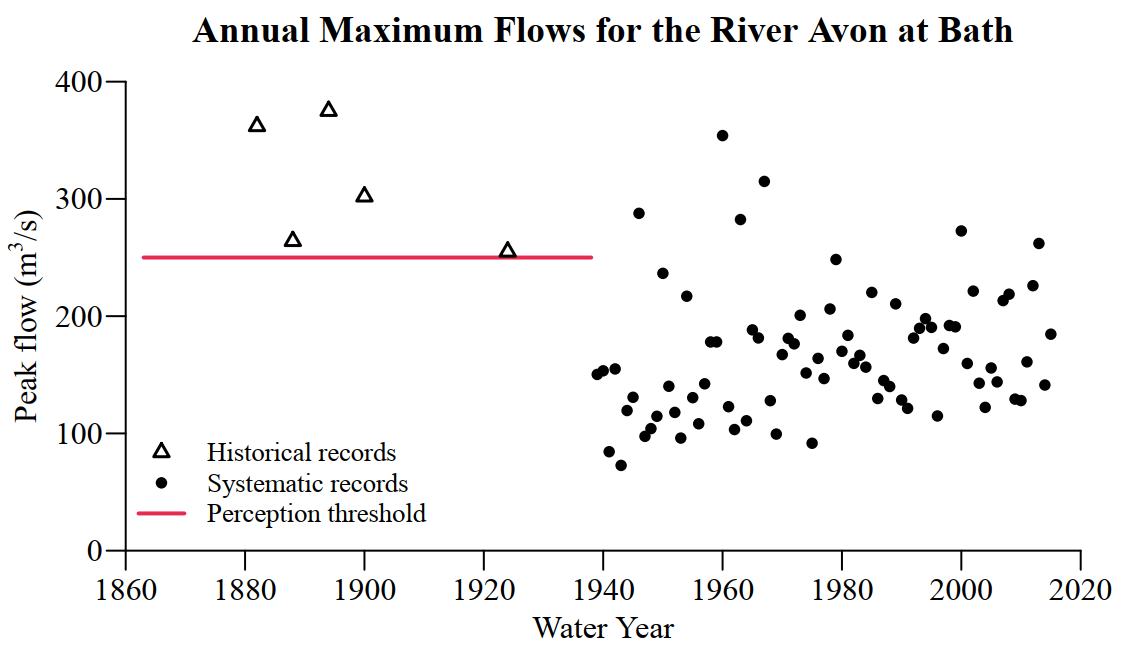 Annual Maximum Flows for the River Avon at Bath
Peak flow (m³/s)
400
300
200
100
0
Historical records
Systematic records
Perception threshold
1860 1880 1900 1920 1940 1960 1980 2000 2020
Water Year